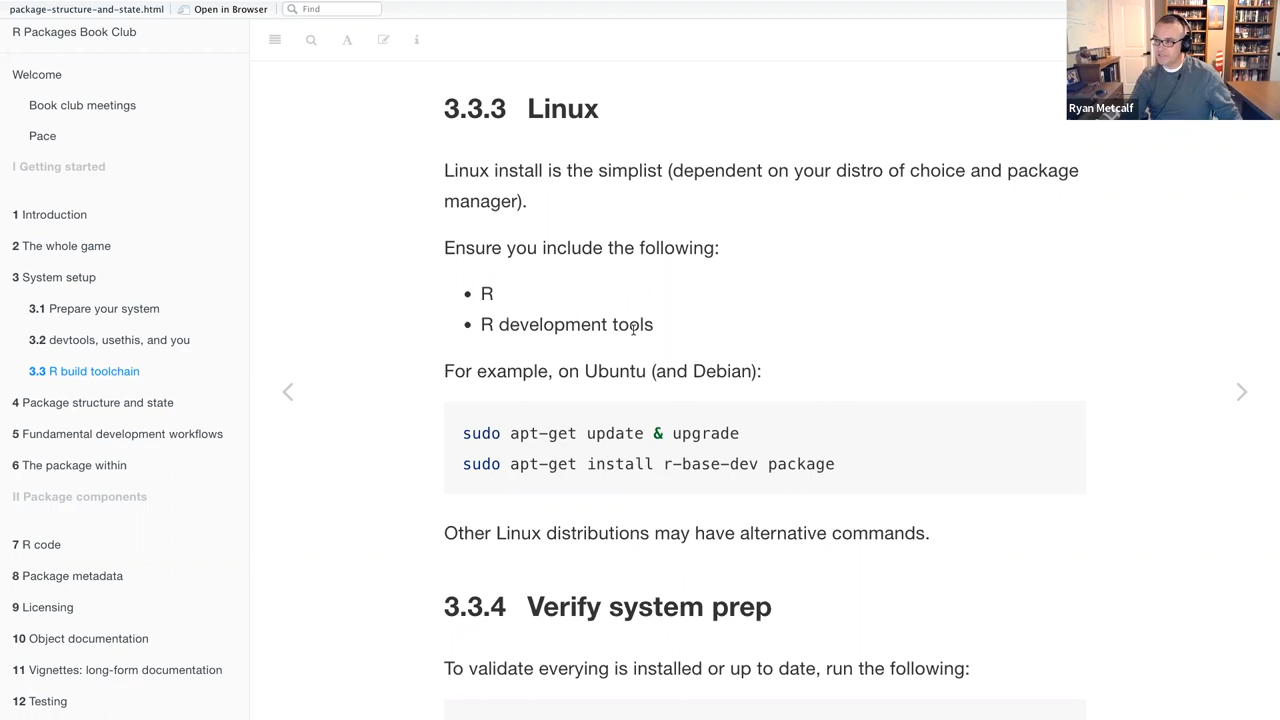 package-structure-and-state.html
Open in Browser
Find
R Packages Book Club
Welcome
Book club meetings
Pace
I Getting started
1 Introduction
2 The whole game
3 System setup
3.1 Prepare your system
3.2 devtools, usethis, and you
3.3 R build toolchain
4 Package structure and state
5 Fundamental development workflows
6 The package within
II Package components
7 R code
8 Package metadata
9 Licensing
10 Object documentation
11 Vignettes: long-form documentation
12 Testing
A
i
3.3.3 Linux
Linux install is the simplist (dependent on your distro of choice and package
manager).
Ensure you include the following:
• R
• R development tools
For example, on Ubuntu (and Debian):
sudo apt-get update & upgrade
sudo apt-get install r-base-dev package
Other Linux distributions may have alternative commands.
3.3.4 Verify system prep
To validate everying is installed or up to date, run the following:
Ryan Metcalf